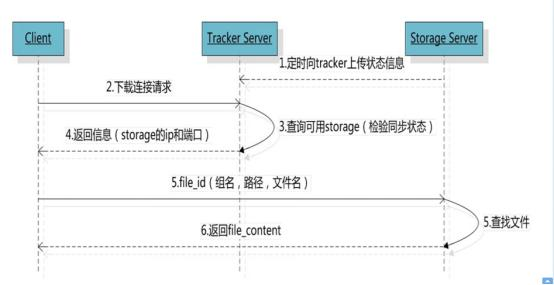 Client
Tracker Server
Storage Server
1.定时向tracker上传状态信息
2.下载连接请求
3.查询可用storage（检验同步状态）
4.返回信息（storage的ip和端口）
5.file_id（组名，路径，文件名）
5.查找文件
6.返回file_content